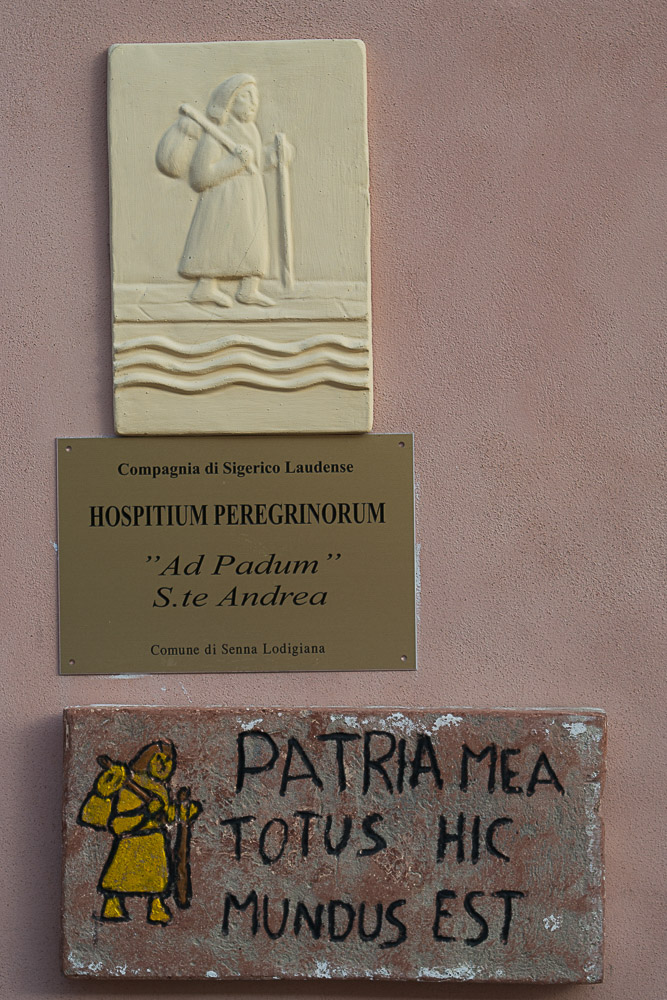 Compagnia di Sigerico Laudense
HOSPITIUM PEREGRINORUM
"Ad Padum"
S.te Andrea
Comune di Senna Lodigiana
PATRIA MEA
TOTUS HIC
MUNDUS EST